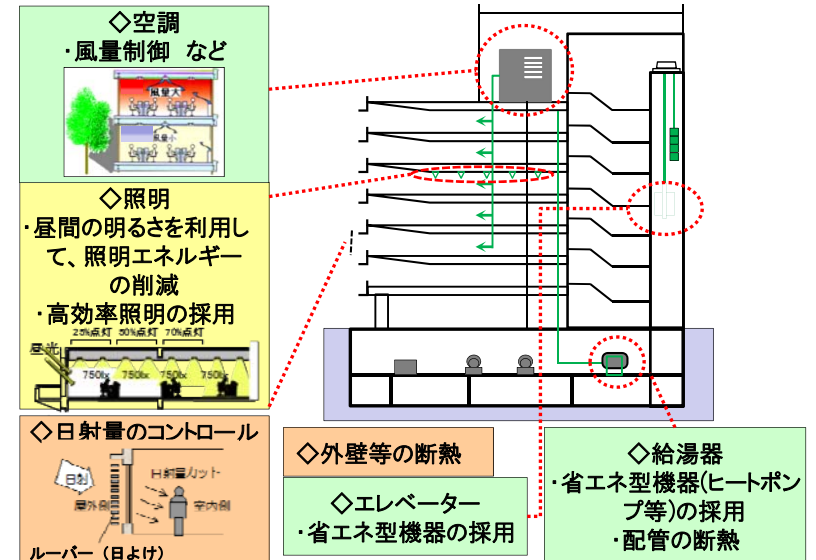 ◇空調
・風量制御 など
風量大
風量小
◇照明
・昼間の明るさを利用し
て、照明エネルギー
の削減
・高効率照明の採用
25%点灯 50%点灯 70%点灯
昼光
750lx 750lx 750lx 750lx
◇日射量のコントロール
日射
日射量カット
屋外側
室内側
ルーバー（日よけ）
◇外壁等の断熱
◇エレベーター
・省エネ型機器の採用
◇給湯器
・省エネ型機器(ヒートポン
プ等)の採用
・配管の断熱